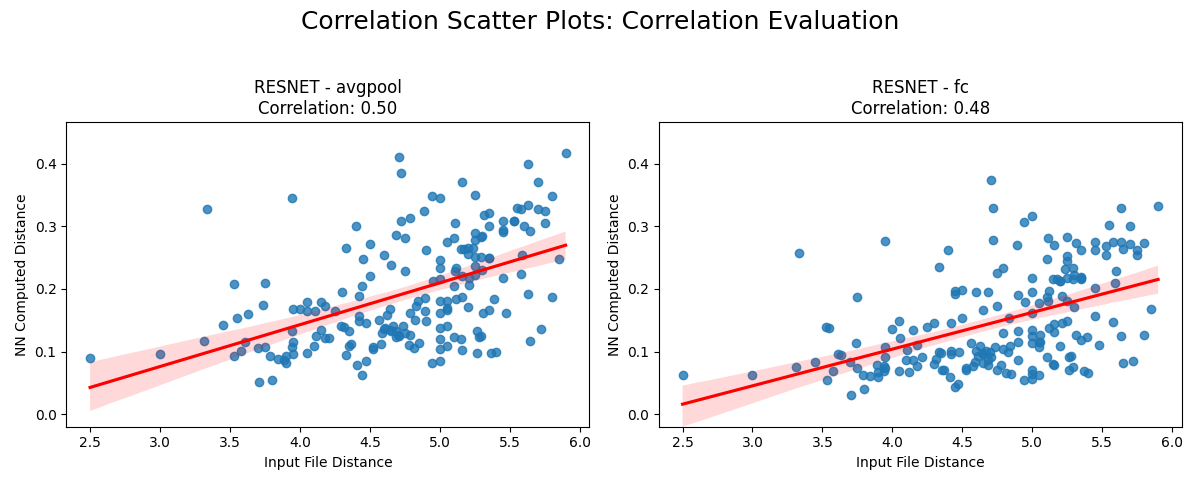 Correlation Scatter Plots: Correlation Evaluation
RESNET - avgpool
Correlation: 0.50
NN Computed Distance
0.4
0.3
0.2
0.1
0.0
2.5 3.0 3.5 4.0 4.5 5.0 5.5 6.0
Input File Distance
RESNET - fc
Correlation: 0.48
NN Computed Distance
0.4
0.3
0.2
0.1
0.0
2.5 3.0 3.5 4.0 4.5 5.0 5.5 6.0
Input File Distance